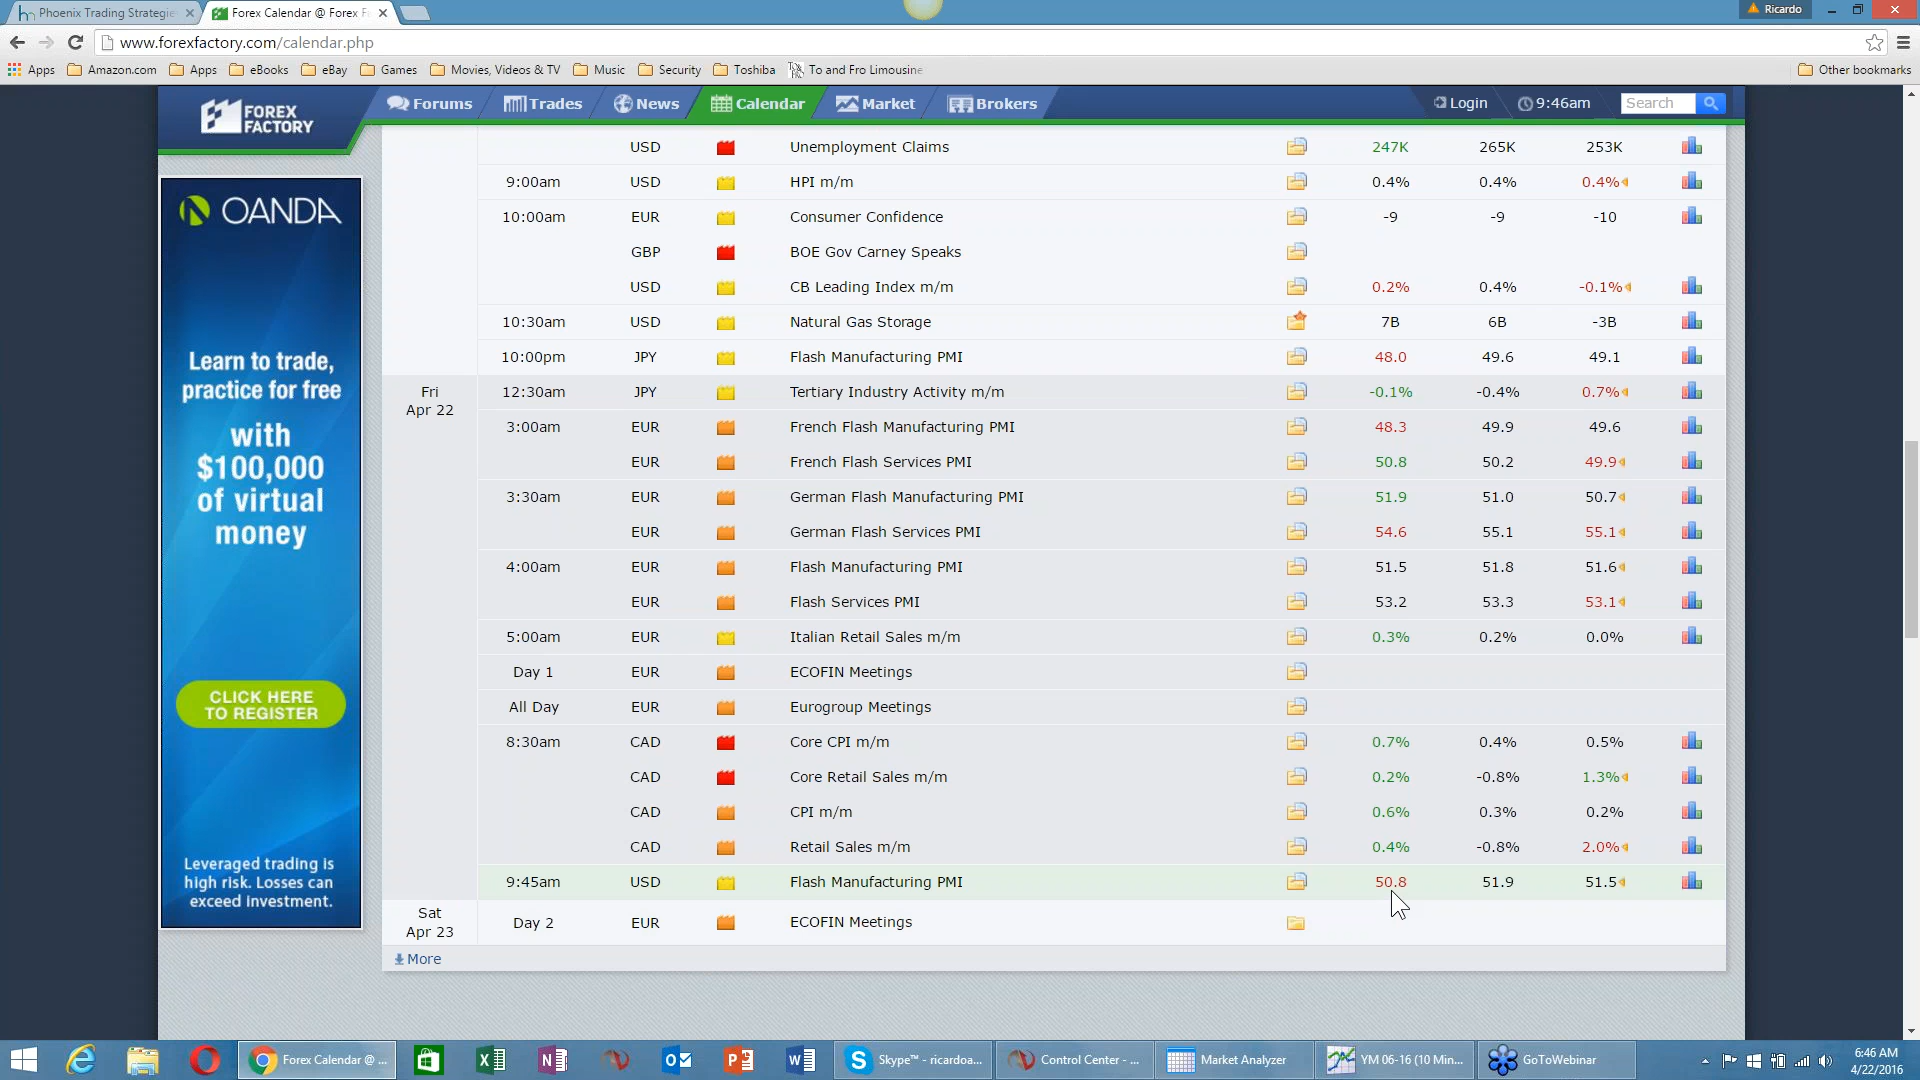 Phoenix Trading Strategie
Forex Calendar @ Forex F
Ricardo
www.forexfactory.com/calendar.php
Apps Amazon.com Apps eBooks eBay Games Movies, Videos & TV Music Security Toshiba To and Fro Limousine Other bookmarks
FOREX FACTORY Forums Trades News Calendar Market Brokers Login 9:46am Search
USD Unemployment Claims 247K 265K 253K
9:00am USD HPI m/m 0.4% 0.4% 0.4%
10:00am EUR Consumer Confidence -9 -9 -10
GBP BOE Gov Carney Speaks
USD CB Leading Index m/m 0.2% 0.4% -0.1%
10:30am USD Natural Gas Storage 7B 6B -3B
10:00pm JPY Flash Manufacturing PMI 48.0 49.6 49.1
Fri Apr 22 12:30am JPY Tertiary Industry Activity m/m -0.1% -0.4% 0.7%
3:00am EUR French Flash Manufacturing PMI 48.3 49.9 49.6
EUR French Flash Services PMI 50.8 50.2 49.9
3:30am EUR German Flash Manufacturing PMI 51.9 51.0 50.7
EUR German Flash Services PMI 54.6 55.1 55.1
4:00am EUR Flash Manufacturing PMI 51.5 51.8 51.6
EUR Flash Services PMI 53.2 53.3 53.1
5:00am EUR Italian Retail Sales m/m 0.3% 0.2% 0.0%
Day 1 EUR ECOFIN Meetings
All Day EUR Eurogroup Meetings
8:30am CAD Core CPI m/m 0.7% 0.4% 0.5%
CAD Core Retail Sales m/m 0.2% -0.8% 1.3%
CAD CPI m/m 0.6% 0.3% 0.2%
CAD Retail Sales m/m 0.4% -0.8% 2.0%
9:45am USD Flash Manufacturing PMI 50.8 51.9 51.5
Sat Apr 23 Day 2 EUR ECOFIN Meetings
More
OANDA
Learn to trade,
practice for free
with
$100,000
of virtual
money
CLICK HERE
TO REGISTER
Leveraged trading is
high risk. Losses can
exceed investment.
Forex Calendar @ ... Skype™ - ricardoa... Control Center - ... Market Analyzer YM 06-16 (10 Min... GoToWebinar
6:46 AM
4/22/2016